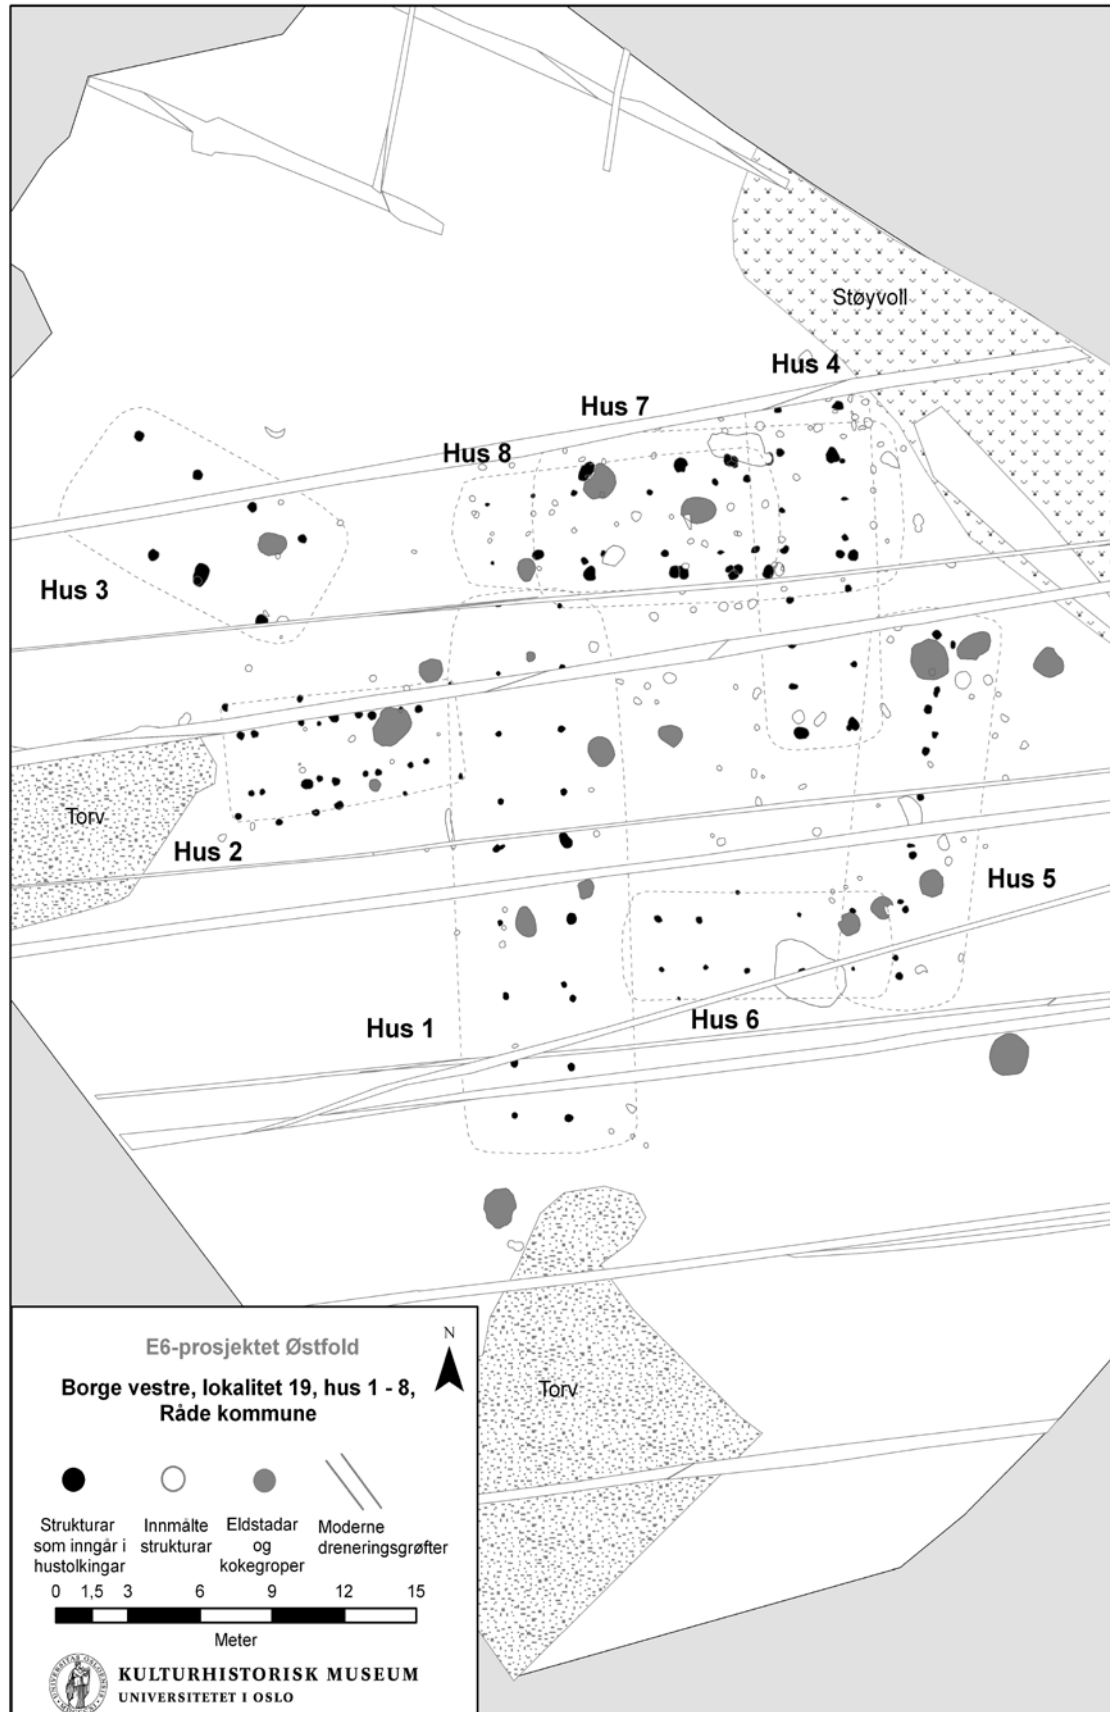 Støyvoll
Hus 4
Hus 7
Hus 8
Hus 3
Torv
Hus 2
Hus 5
Hus 6
Hus 1
Torv
N
E6-prosjektet Østfold
Borge vestre, lokalitet 19, hus 1 - 8,
Råde kommune
Strukturar
som inngår i
hustolkingar
Innmålte
strukturar
Eldstadar
og
kokegroper
Moderne
dreneringsgrøfter
0 1,5 3 6 9 12 15
Meter
KULTURHISTORISK MUSEUM
UNIVERSITETET I OSLO